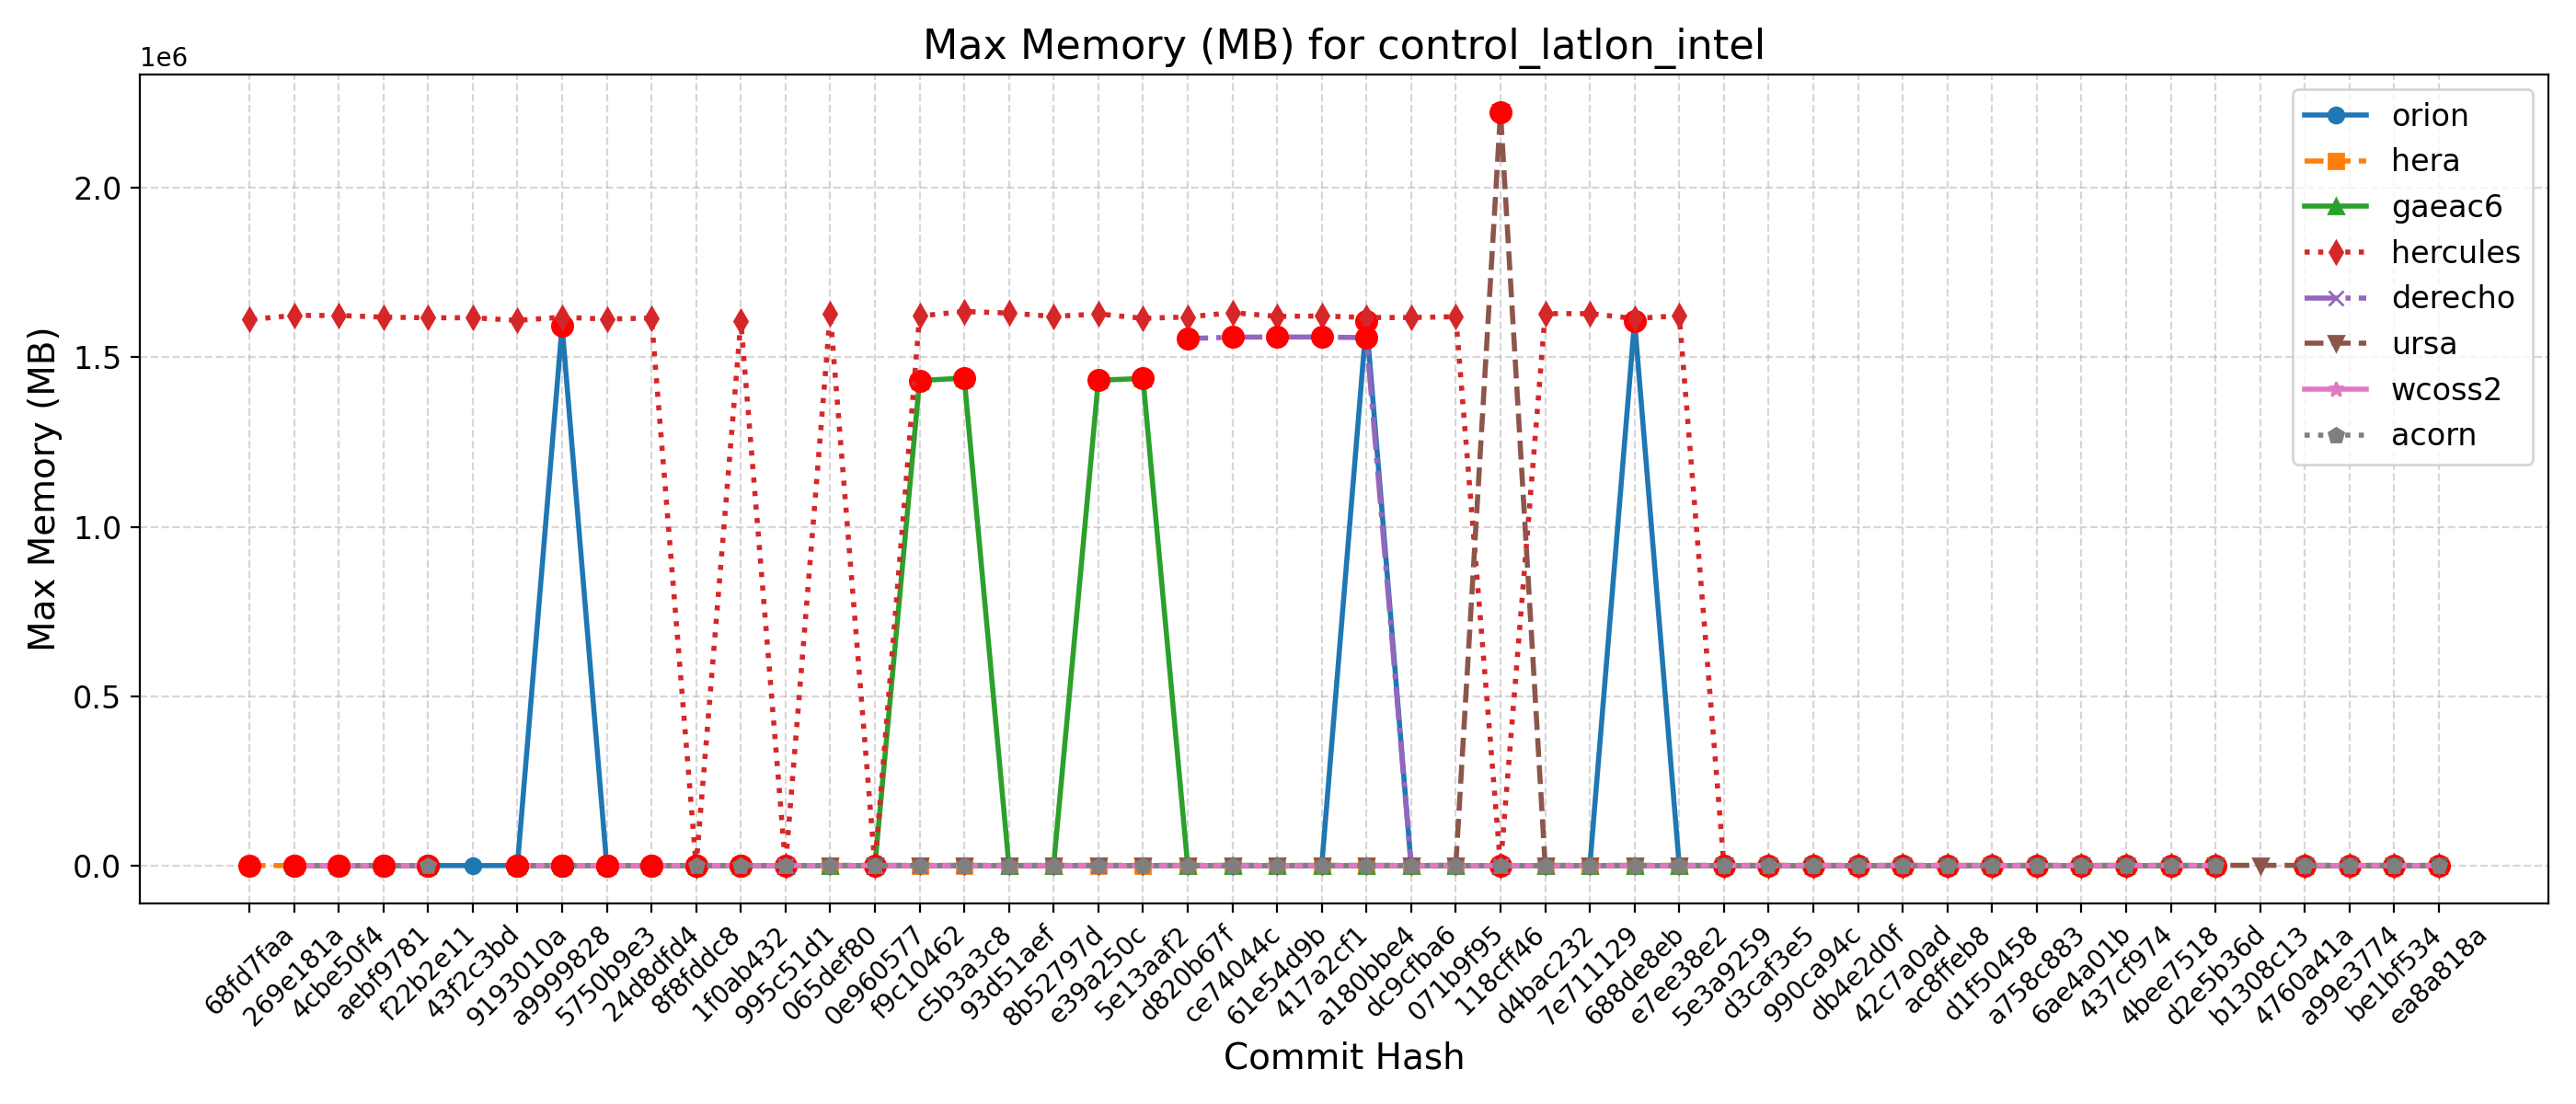 Max Memory (MB) for control_latlon_intel
1e6
2.0
1.5
1.0
0.5
0.0
Max Memory (MB)
orion
hera
gaeac6
hercules
derecho
ursa
wcoss2
acorn
68fd7faa
269e181a
4cbe50f4
aebf9781
f22b2e11
43f2c3bd
9193010a
a9999828
5750b9e3
24d8dfd4
8f8fddc8
1f0ab432
995c51d1
065def80
0e960577
f9c10462
c5b3a3c8
93d51aef
8b52797d
e39a250c
5e13aaf2
d820b67f
ce74044c
61e54d9b
417a2cf1
a180bbe4
dc9cfba6
071b9f95
118cff46
d4bac232
7e711129
688de8eb
e7ee38e2
5e3a9259
d3caf3e5
990ca94c
db4e2d0f
42c7a0ad
ac8ffeb8
d1f50458
a758c883
6ae4a01b
437cf974
4bee7518
d2e5b36d
b1308c13
4760a41a
a99e3774
be1bf534
ea8a818a
Commit Hash